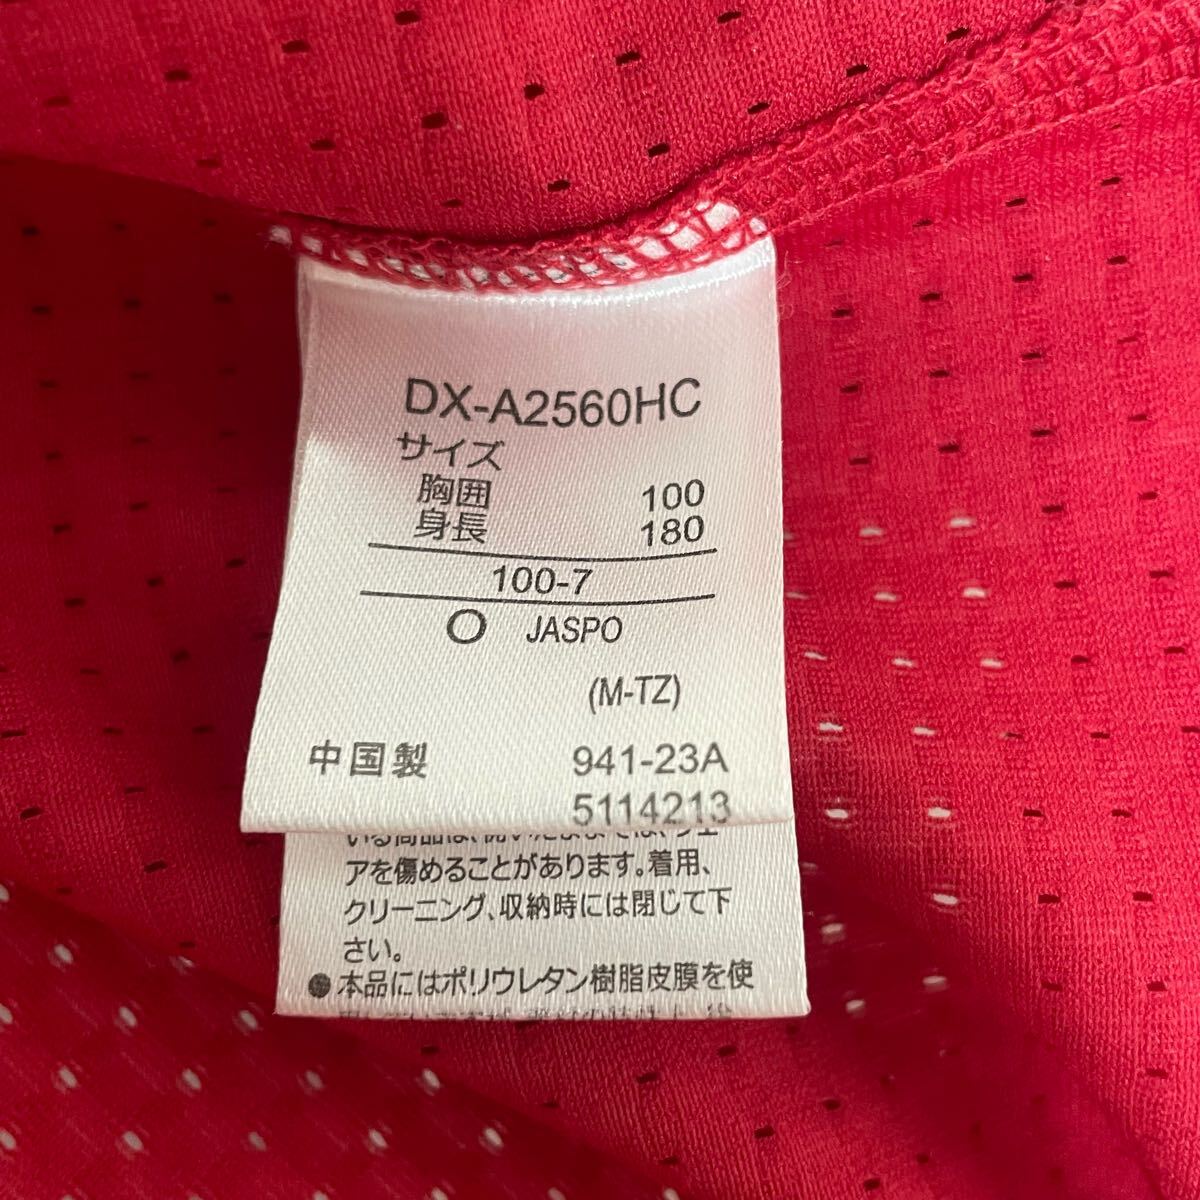 DX-A2560HC
サイズ
胸囲 100
身長 180
100-7
O JASPO
(M-TZ)
中国製 941-23A
5114213
アを傷めることがあります。着用、
クリーニング、収納時には閉じて下
さい。
●本品にはポリウレタン樹脂皮膜を使